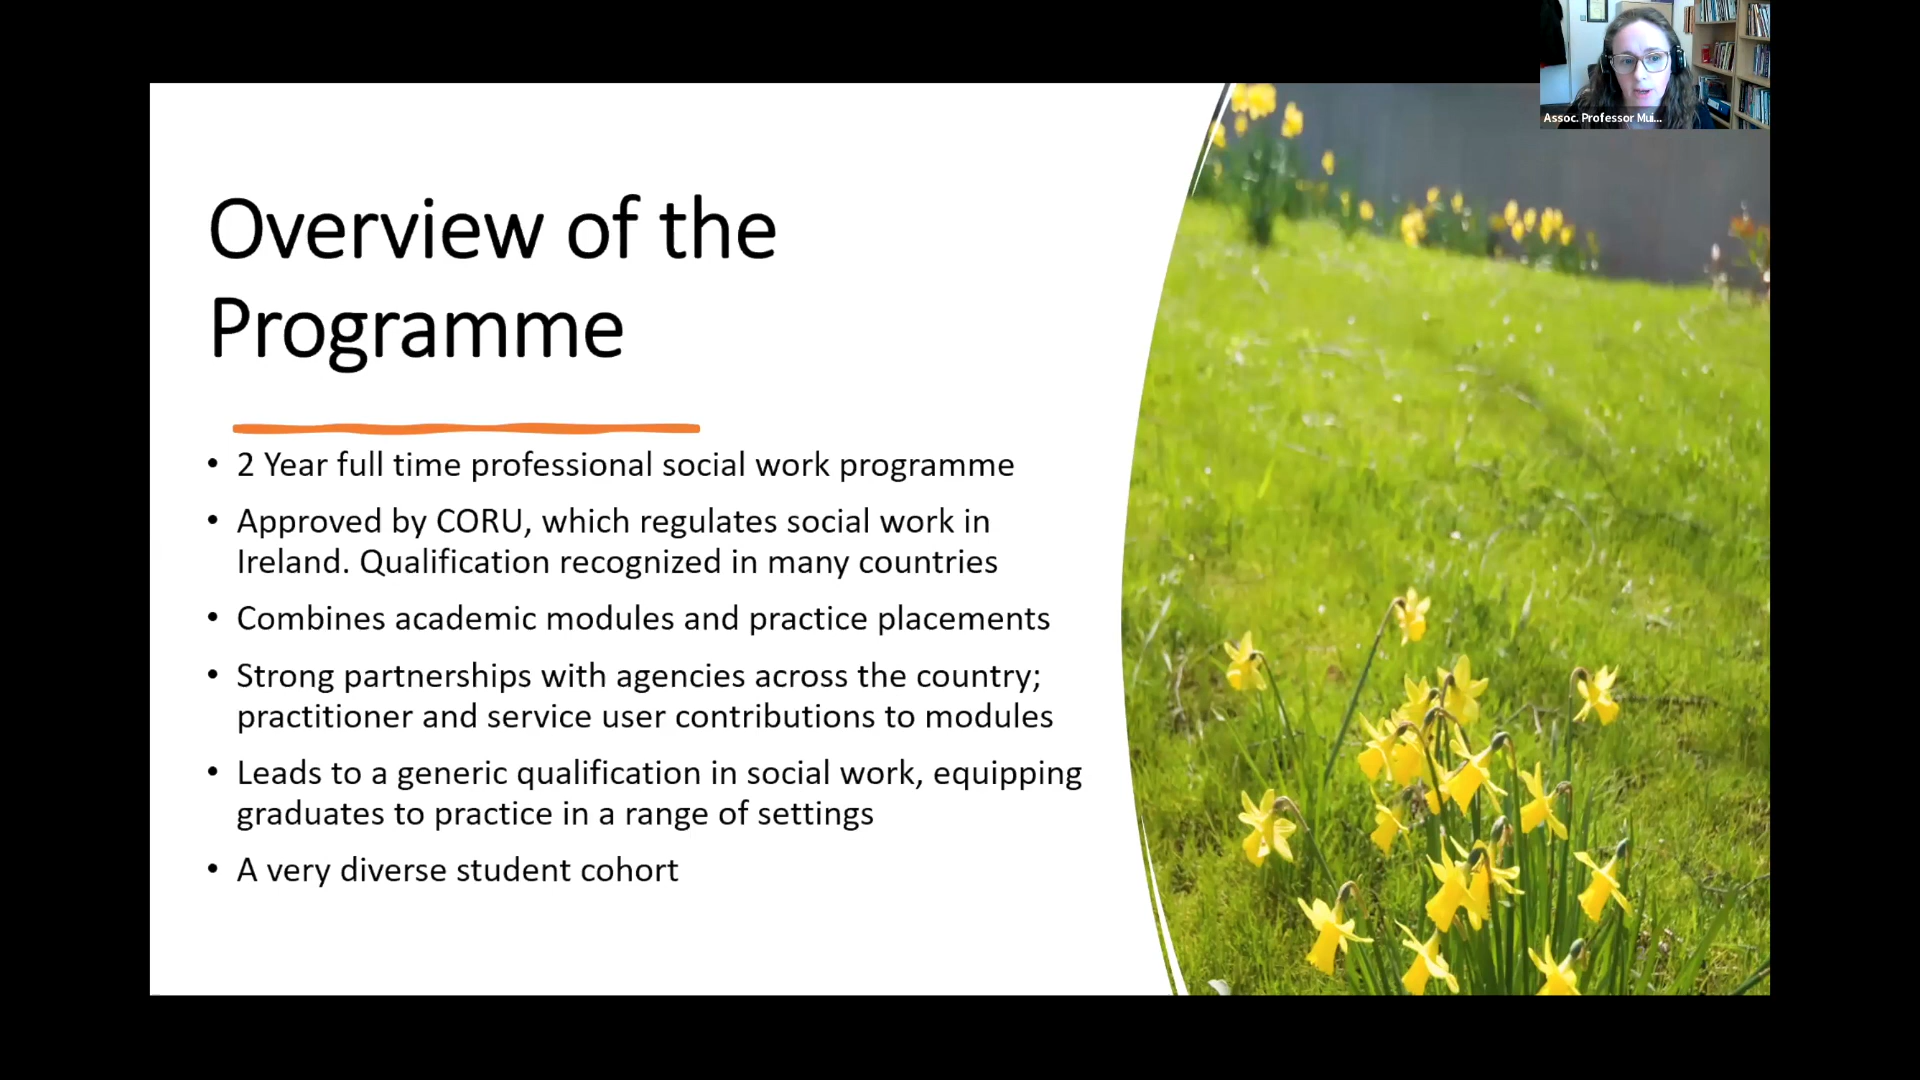 Assoc. Professor Mui...
Overview of the
Programme
• 2 Year full time professional social work programme
• Approved by CORU, which regulates social work in
Ireland. Qualification recognized in many countries
• Combines academic modules and practice placements
• Strong partnerships with agencies across the country;
practitioner and service user contributions to modules
• Leads to a generic qualification in social work, equipping
graduates to practice in a range of settings
• A very diverse student cohort